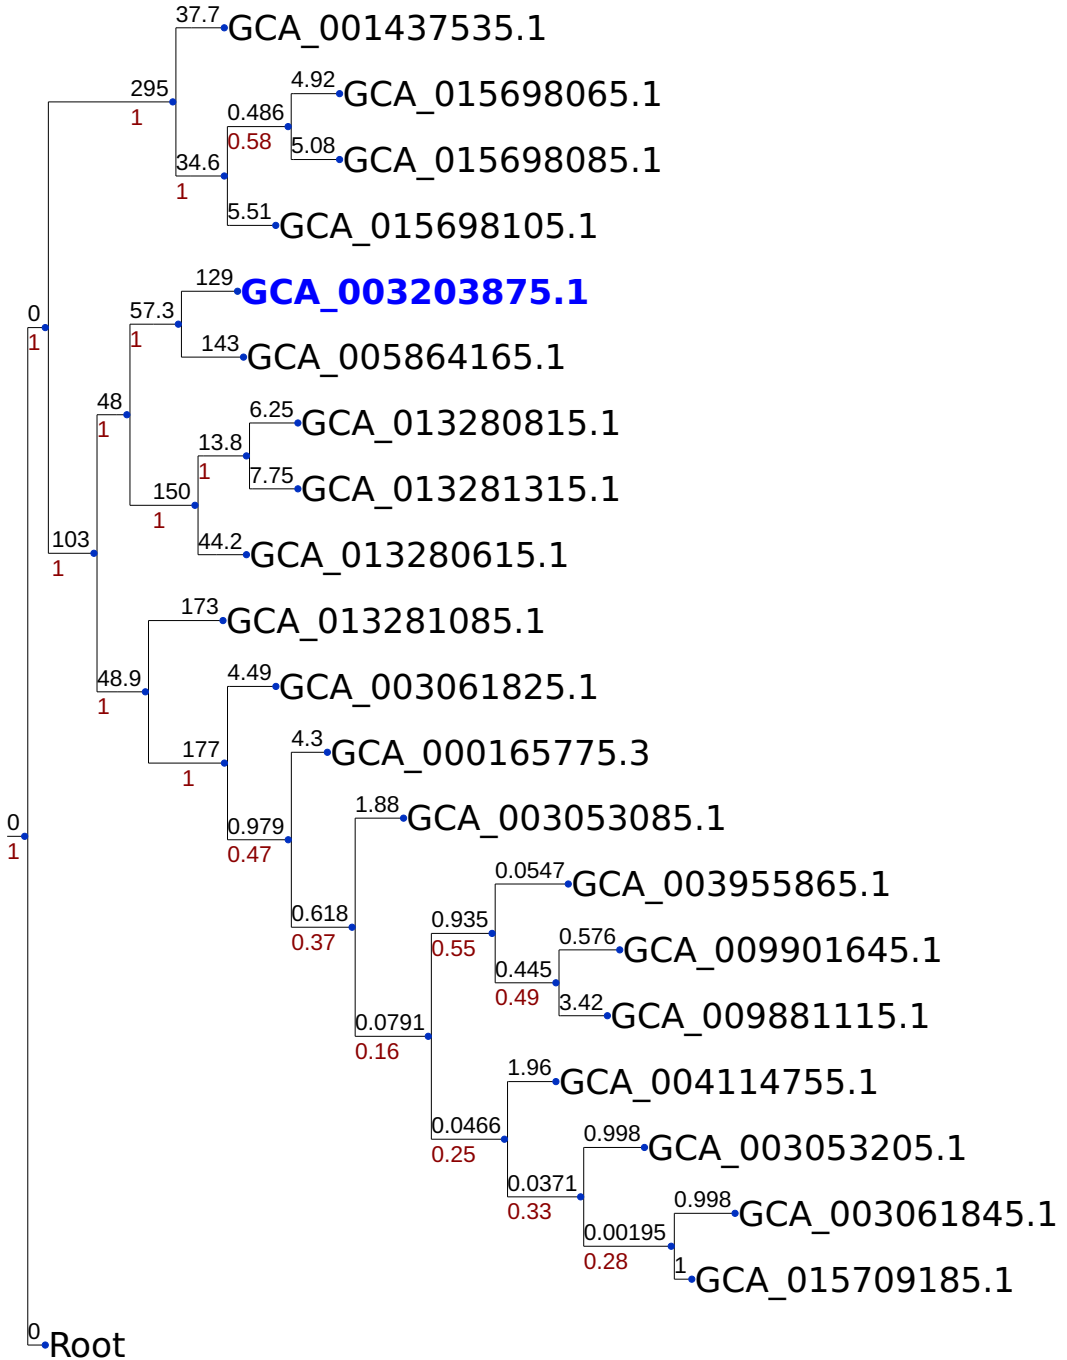 37.7
GCA_001437535.1
4.92
GCA_015698065.1
295
1
0.486
0.58
5.08
GCA_015698085.1
34.6
1
5.51
GCA_015698105.1
129
GCA_003203875.1
0
1
57.3
1
143
GCA_005864165.1
48
1
6.25
GCA_013280815.1
13.8
1
7.75
GCA_013281315.1
150
1
44.2
GCA_013280615.1
103
1
173
GCA_013281085.1
48.9
1
4.49
GCA_003061825.1
177
1
4.3
GCA_000165775.3
0
1
0.979
0.47
1.88
GCA_003053085.1
0.0547
GCA_003955865.1
0.618
0.37
0.935
0.55
0.576
GCA_009901645.1
0.445
0.49
3.42
GCA_009881115.1
0.0791
0.16
1.96
GCA_004114755.1
0.0466
0.25
0.998
GCA_003053205.1
0.0371
0.33
0.998
GCA_003061845.1
0.00195
0.28
1
GCA_015709185.1
0
Root